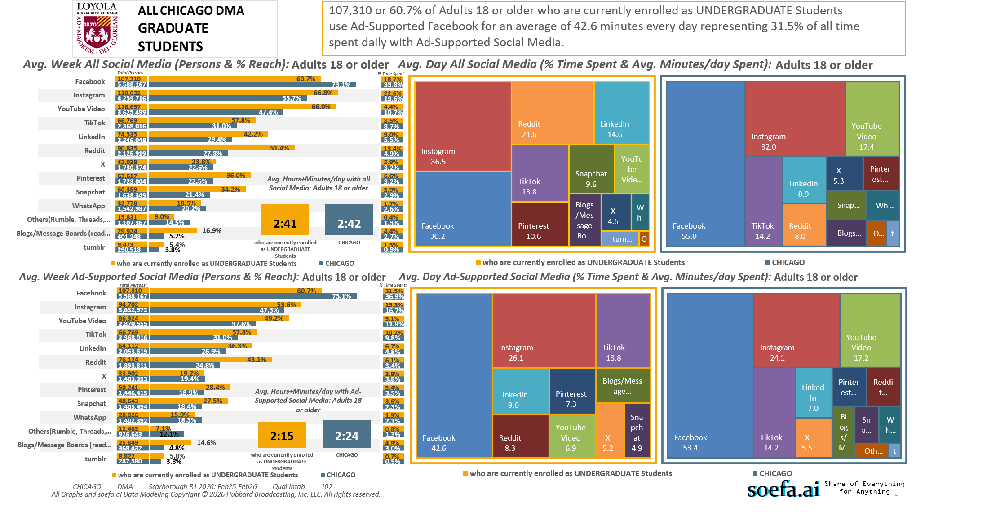 LOYOLA
UNIVERSITY CHICAGO
1870
AD • MAJOREM • DEI • GLORIAM
ALL CHICAGO DMA
GRADUATE
STUDENTS
107,310 or 60.7% of Adults 18 or older who are currently enrolled as UNDERGRADUATE Students
use Ad-Supported Facebook for an average of 42.6 minutes every day representing 31.5% of all time
spent daily with Ad-Supported Social Media.
Avg. Week All Social Media (Persons & % Reach): Adults 18 or older
Total Persons:
% Time Spent:
Facebook 107,310 60.7% 18.7%
5,588,167 73.1% 33.8%
Instagram 118,032 66.8% 22.6%
4,259,716 55.7% 19.6%
YouTube Video 116,697 66.0% 4.4%
3,625,499 47.4% 10.7%
TikTok 66,769 37.8% 8.5%
2,368,016 31.0% 8.7%
LinkedIn 74,535 42.2% 9.0%
2,246,048 29.4% 5.5%
Reddit 90,835 51.4% 13.4%
2,125,919 27.8% 4.9%
X 42,038 23.8% 2.9%
1,730,374 22.6% 3.2%
Pinterest 63,617 36.0% 6.6%
1,723,004 22.5% 3.2%
Snapchat 60,359 34.2% 5.9%
1,638,349 21.4% 2.9%
WhatsApp 32,778 18.5% 1.7%
1,542,987 20.2% 2.6%
Others(Rumble, Threads,... 15,831 9.0% 0.4%
1,107,367 14.5% 1.3%
Blogs/Message Boards (read... 29,924 16.9% 4.4%
401,248 5.2% 2.7%
tumblr 9,473 5.4% 1.5%
290,518 3.8% 0.9%
Avg. Hours+Minutes/day with all
Social Media: Adults 18 or older
2:41
2:42
who are currently enrolled
as UNDERGRADUATE
Students
CHICAGO
who are currently enrolled as UNDERGRADUATE Students
CHICAGO
Avg. Day All Social Media (% Time Spent & Avg. Minutes/day Spent): Adults 18 or older
Instagram
36.5
Facebook
30.2
Reddit
21.6
LinkedIn
14.6
TikTok
13.8
Pinterest
10.6
Snapchat
9.6
YouTu
be
Vide...
Blogs
/Mes
sage
Bo...
X
4.6
W
h
tum...
O
Facebook
55.0
Instagram
32.0
YouTube
Video
17.4
TikTok
14.2
LinkedIn
8.9
Reddit
8.0
X
5.3
Pinter
est...
Snap...
Wh...
Blogs...
O...
t
who are currently enrolled as UNDERGRADUATE Students
CHICAGO
Avg. Week Ad-Supported Social Media (Persons & % Reach): Adults 18 or older
Total Persons:
% Time Spent:
Facebook 107,310 60.7% 31.5%
5,588,167 73.1% 36.9%
Instagram 94,702 53.6% 19.3%
3,632,972 47.5% 16.7%
YouTube Video 86,924 49.2% 5.1%
2,870,555 37.6% 11.9%
TikTok 66,769 37.8% 10.2%
2,368,016 31.0% 9.8%
LinkedIn 64,112 36.3% 6.7%
2,053,619 26.9% 4.8%
Reddit 76,124 43.1% 6.1%
1,893,811 24.8% 3.4%
X 33,902 19.2% 3.9%
1,483,353 19.4% 3.8%
Pinterest 50,241 28.4% 5.4%
1,446,415 18.9% 3.5%
Snapchat 48,643 27.5% 3.6%
1,403,494 18.4% 2.3%
WhatsApp 28,026 15.9% 1.9%
1,402,392 18.3% 2.1%
Others(Rumble, Threads,... 12,463 7.1% 0.8%
926,643 12.1% 1.3%
Blogs/Message Boards (read... 25,849 14.6% 4.8%
368,432 4.8% 3.0%
tumblr 8,822 5.0% 0.7%
287,580 3.8% 0.5%
Avg. Hours+Minutes/day with Ad-
Supported Social Media: Adults 18
or older
2:15
2:24
who are currently enrolled
as UNDERGRADUATE
Students
CHICAGO
who are currently enrolled as UNDERGRADUATE Students
CHICAGO
Avg. Day Ad-Supported Social Media (% Time Spent & Avg. Minutes/day Spent): Adults 18 or older
Facebook
42.6
Instagram
26.1
TikTok
13.8
LinkedIn
9.0
Reddit
8.3
Pinterest
7.3
YouTube
Video
6.9
Blogs/Mess
age...
X
5.2
Sna
pch
at
4.9
Facebook
53.4
Instagram
24.1
YouTube
Video
17.2
TikTok
14.2
Linked
In
7.0
X
5.5
Pinter
est...
Reddi
t...
Bl
og
s/
M...
Sn
a...
W
h...
Oth...
t
who are currently enrolled as UNDERGRADUATE Students
CHICAGO
CHICAGO DMA Scarborough R1 2026: Feb25-Feb26 Qual Intab 102
All Graphs and soefa.ai Data Modeling Copyright © 2026 Hubbard Broadcasting, Inc. LLC. All rights reserved.
soefa.ai
Share of Everything
for Anything ©